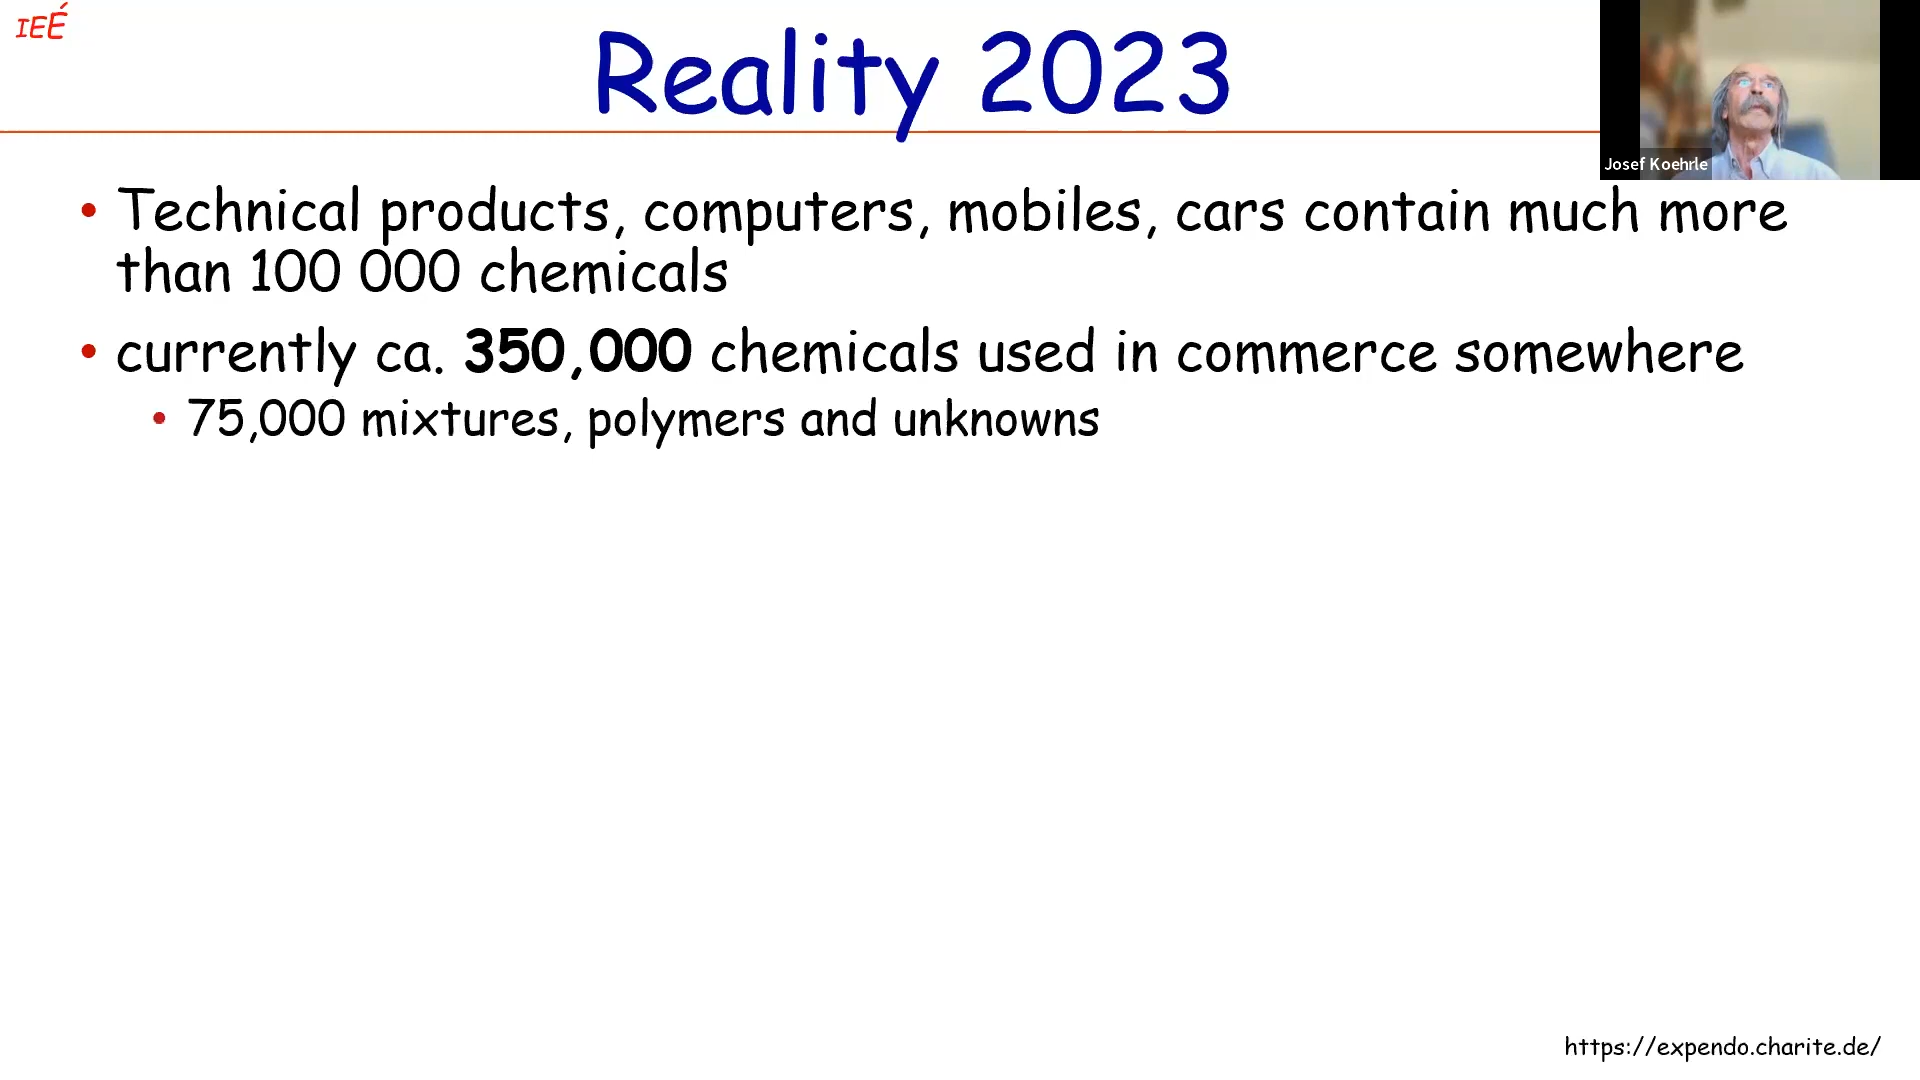 IEÉ
Reality 2023
Josef Koehrle
• Technical products, computers, mobiles, cars contain much more
than 100 000 chemicals
• currently ca. 350,000 chemicals used in commerce somewhere
• 75,000 mixtures, polymers and unknowns
https://expendo.charite.de/